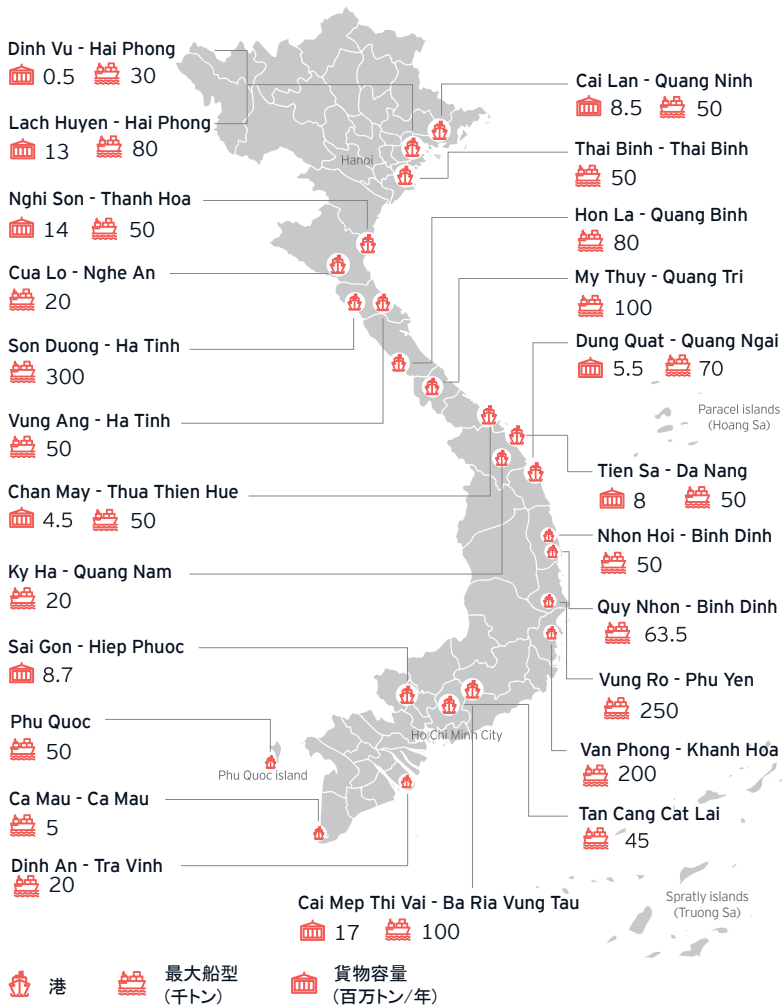 Dinh Vu - Hai Phong
0.5 30
Lach Huyen - Hai Phong
13 80
Nghi Son - Thanh Hoa
14 50
Cua Lo - Nghe An
20
Son Duong - Ha Tinh
300
Vung Ang - Ha Tinh
50
Chan May - Thua Thien Hue
4.5 50
Ky Ha - Quang Nam
20
Sai Gon - Hiep Phuoc
8.7
Phu Quoc
50
Ca Mau - Ca Mau
5
Dinh An - Tra Vinh
20
Hanoi
Ho Chi Minh City
Phu Quoc island
Cai Lan - Quang Ninh
8.5 50
Thai Binh - Thai Binh
50
Hon La - Quang Binh
80
My Thuy - Quang Tri
100
Dung Quat - Quang Ngai
5.5 70
Paracel islands
(Hoang Sa)
Tien Sa - Da Nang
8 50
Nhon Hoi - Binh Dinh
50
Quy Nhon - Binh Dinh
63.5
Vung Ro - Phu Yen
250
Van Phong - Khanh Hoa
200
Tan Cang Cat Lai
45
Spratly islands
(Truong Sa)
Cai Mep Thi Vai - Ba Ria Vung Tau
17 100
港
最大船型
(千トン)
貨物容量
(百万トン/年)